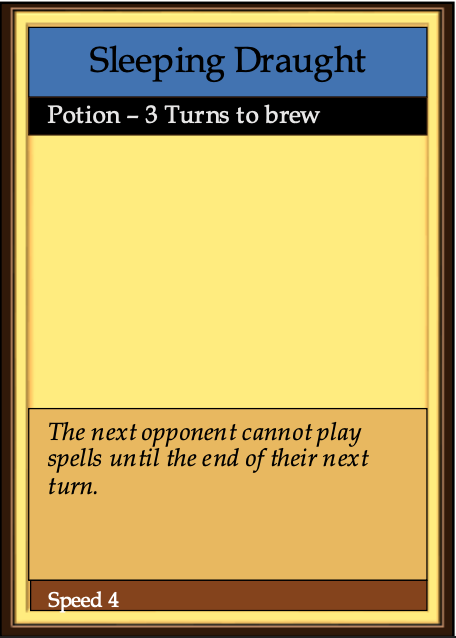 Sleeping Draught
Potion – 3 Turns to brew
The next opponent cannot play
spells until the end of their next
turn.
Speed 4